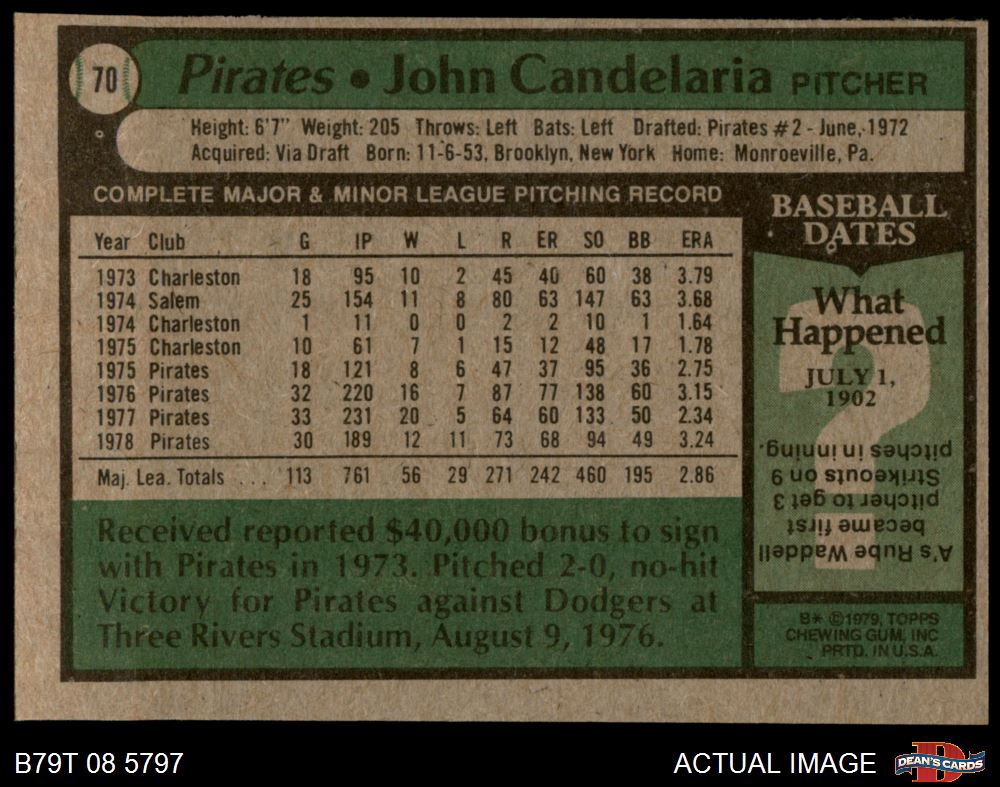 70
Pirates • John Candelaria PITCHER
Height: 6'7" Weight: 205 Throws: Left Bats: Left Drafted: Pirates #2 - June, 1972
Acquired: Via Draft Born: 11-6-53, Brooklyn, New York Home: Monroeville, Pa.
COMPLETE MAJOR & MINOR LEAGUE PITCHING RECORD
Year Club G IP W L R ER SO BB ERA
1973 Charleston 18 95 10 2 45 40 60 38 3.79
1974 Salem 25 154 11 8 80 63 147 63 3.68
1974 Charleston 1 11 0 0 2 2 10 1 1.64
1975 Charleston 10 61 7 1 15 12 48 17 1.78
1975 Pirates 18 121 8 6 47 37 95 36 2.75
1976 Pirates 32 220 16 7 87 77 138 60 3.15
1977 Pirates 33 231 20 5 64 60 133 50 2.34
1978 Pirates 30 189 12 11 73 68 94 49 3.24
Maj. Lea. Totals ... 113 761 56 29 271 242 460 195 2.86
Received reported $40,000 bonus to sign
with Pirates in 1973. Pitched 2-0, no-hit
Victory for Pirates against Dodgers at
Three Rivers Stadium, August 9, 1976.
BASEBALL
DATES
What
Happened
JULY 1,
1902
?
A's Rube Waddell
became first
pitcher to get 3
Strikeouts on 9
pitches in inning.
B* ©1979, TOPPS
CHEWING GUM, INC
PRTD. IN U.S.A.
B79T 08 5797
ACTUAL IMAGE
D
DEAN'S CARDS